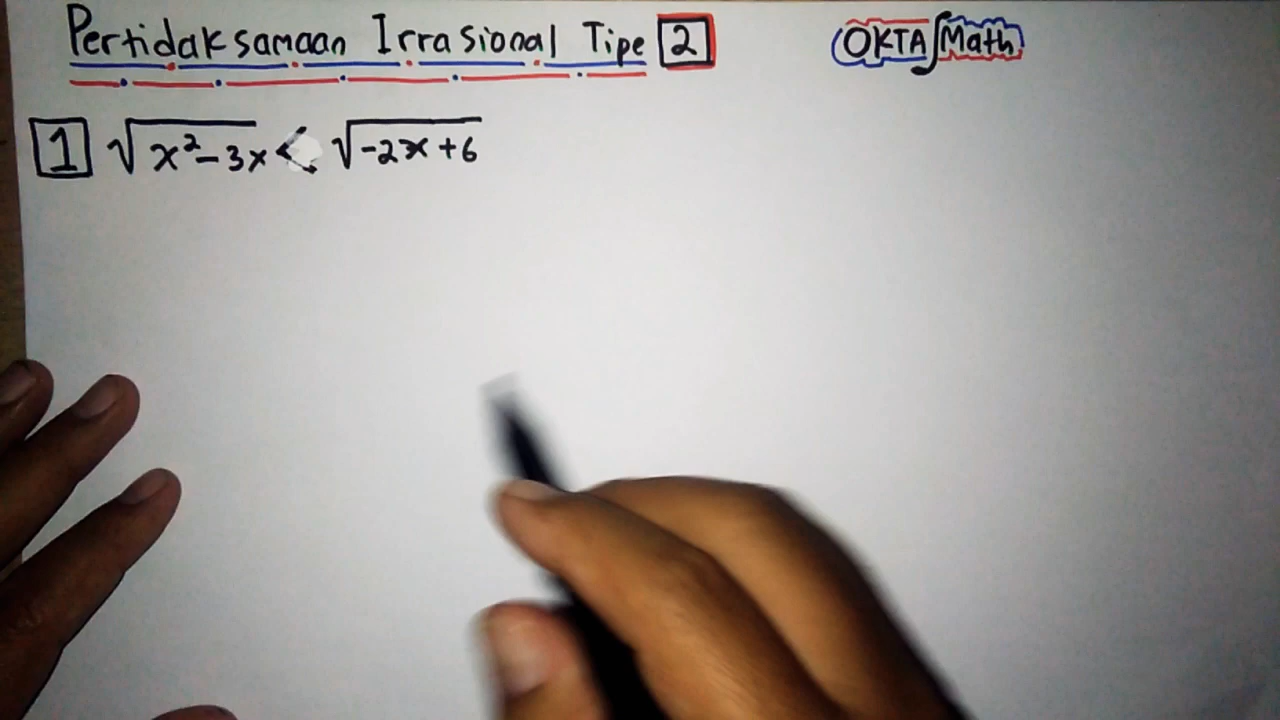 Pertidaksamaan Irrasional Tipe 2
OKTA∫Math
1 √x²-3x < √-2x+6